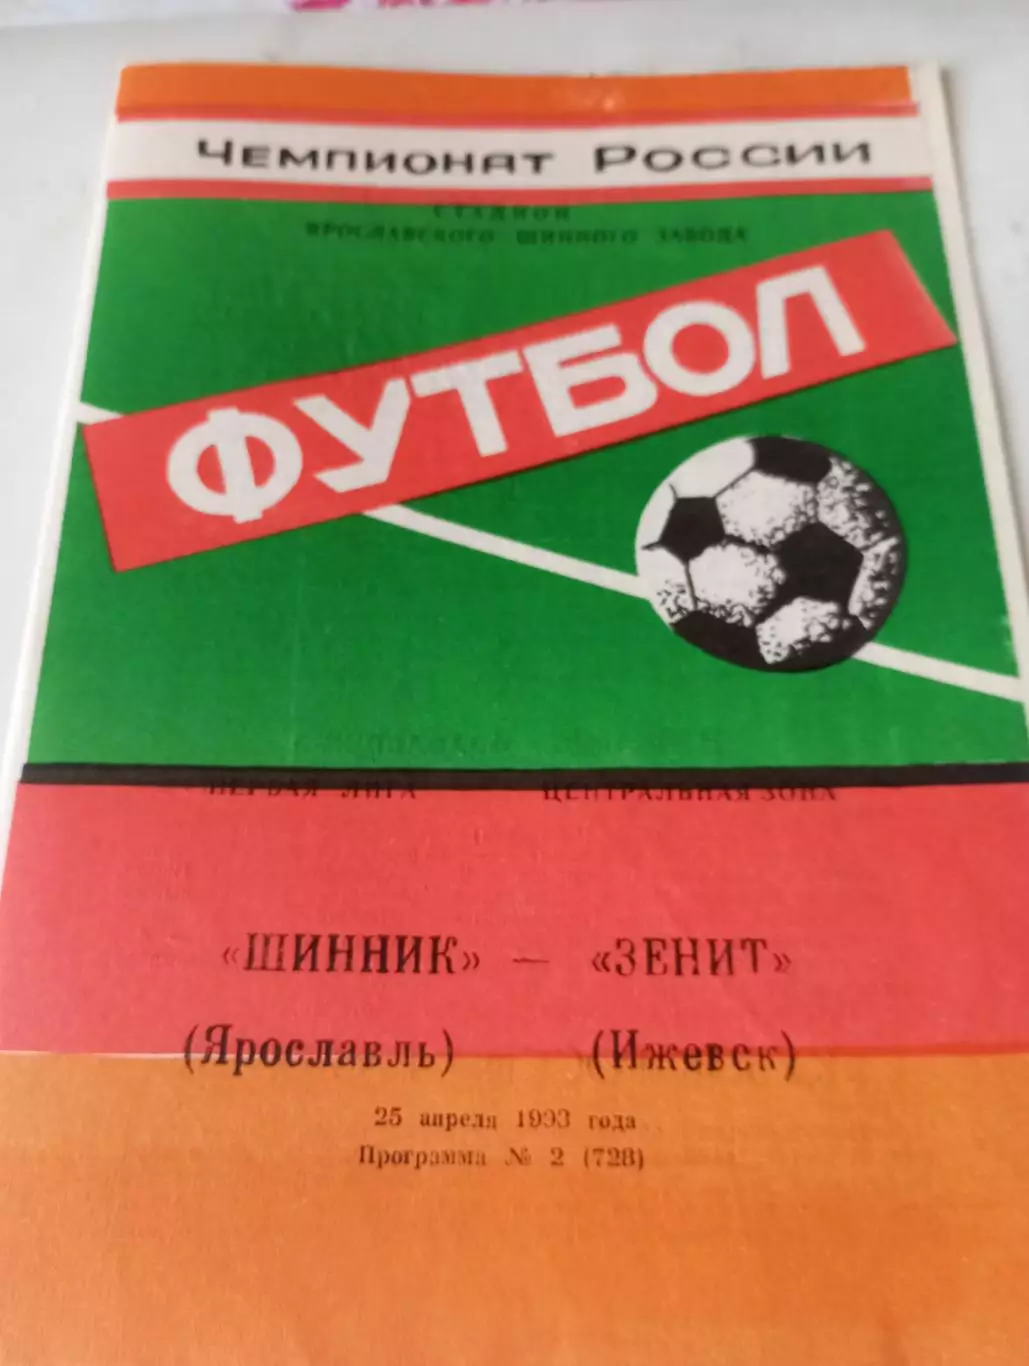 Чемпионат России
СТАДИОН
ЯРОСЛАВСКОГО ШИННОГО ЗАВОДА
ФУТБОЛ
ПЕРВАЯ ЛИГА ЦЕНТРАЛЬНАЯ ЗОНА
«ШИННИК» — «ЗЕНИТ»
(Ярославль) (Ижевск)
25 апреля 1993 года
Программа № 2 (728)